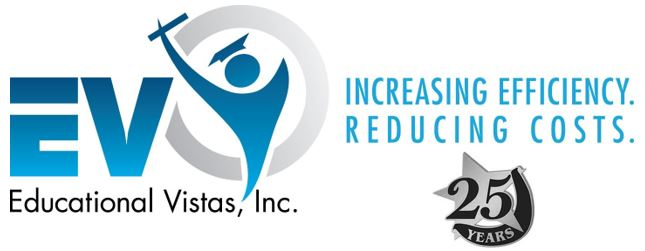 EV
Educational Vistas, Inc.
INCREASING EFFICIENCY.
REDUCING COSTS.
25
YEARS